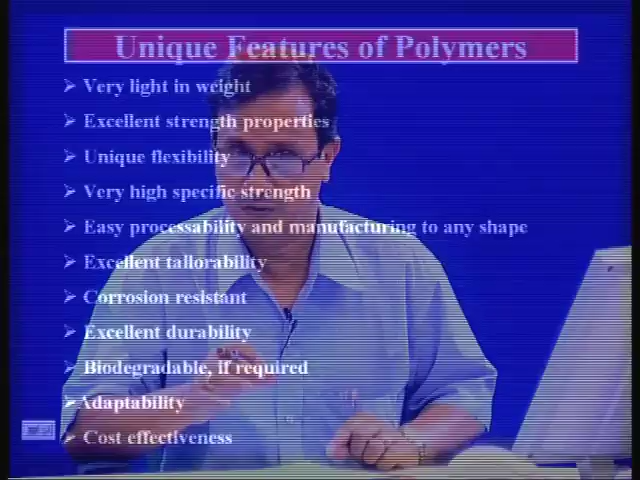 Unique Features of Polymers
Very light in weight
Excellent strength properties
Unique flexibility
Very high specific strength
Easy processability and manufacturing to any shape
Excellent tallorability
Corrosion resistant
Excellent durability
Biodegradable, if required
Adaptability
Cost effectiveness